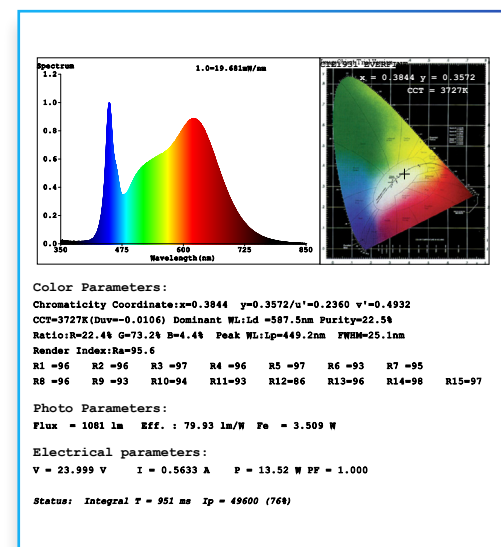 Spectrum
1.0=19.681mW/nm
1.2
1.0
0.8
0.6
0.4
0.2
0.0
350 475 600 725 850
Wavelength(nm)
CIE1931 EVERFINE
x = 0.3844 y = 0.3572
CCT = 3727K
Color Parameters:
Chromaticity Coordinate:x=0.3844 y=0.3572/u'=0.2360 v'=0.4932
CCT=3727K(Duv=-0.0106) Dominant WL:Ld =587.5nm Purity=22.5%
Ratio:R=22.4% G=73.2% B=4.4% Peak WL:Lp=449.2nm FWHM=25.1nm
Render Index:Ra=95.6
R1 =96 R2 =96 R3 =97 R4 =96 R5 =97 R6 =93 R7 =95
R8 =96 R9 =93 R10=94 R11=93 R12=86 R13=96 R14=98 R15=97
Photo Parameters:
Flux = 1081 lm Eff. : 79.93 lm/W Fe = 3.509 W
Electrical parameters:
V = 23.999 V I = 0.5633 A P = 13.52 W PF = 1.000
Status: Integral T = 951 ms Ip = 49600 (76%)